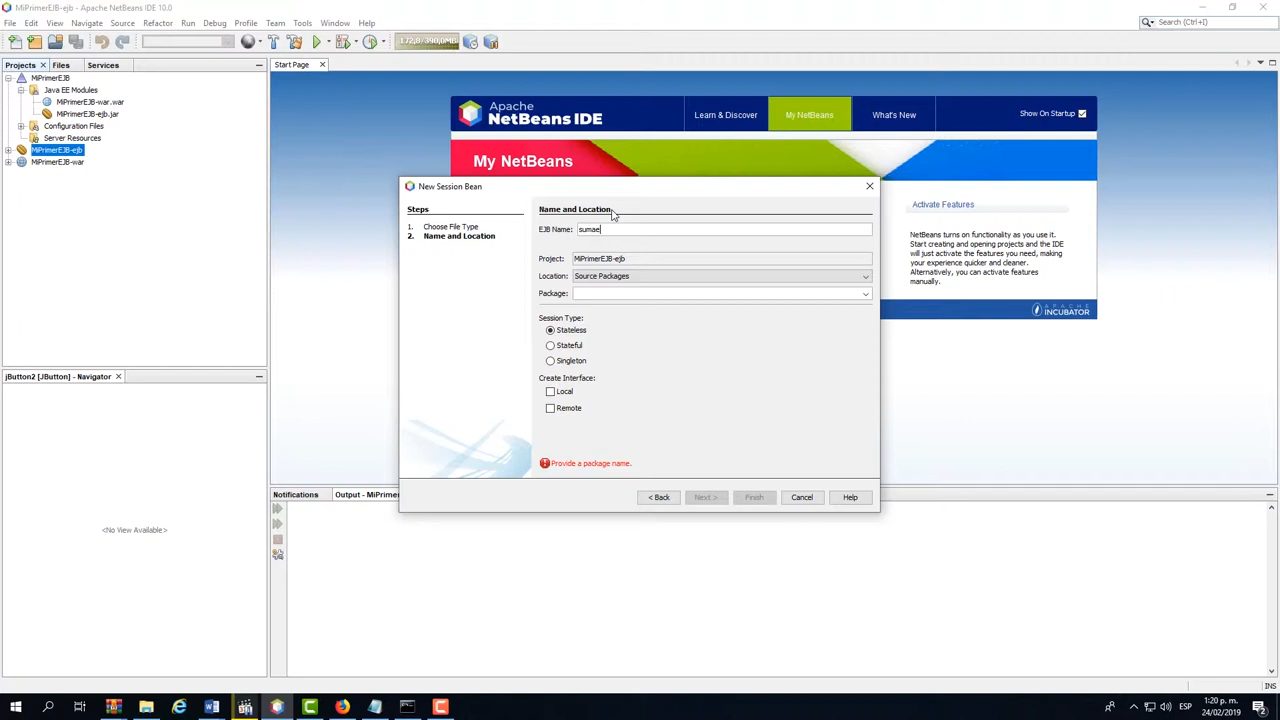 MiPrimerEJB-ejb - Apache NetBeans IDE 10.0
File Edit View Navigate Source Refactor Run Debug Profile Team Tools Window Help
Search (Ctrl+I)
172,8/390,0MB
Projects Files Services
Start Page
MiPrimerEJB
Java EE Modules
MiPrimerEJB-war.war
MiPrimerEJB-ejb.jar
Configuration Files
Server Resources
MiPrimerEJB-ejb
MiPrimerEJB-war
Apache
NetBeans IDE
Learn & Discover
My NetBeans
What's New
Show On Startup
My NetBeans
Activate Features
NetBeans turns on functionality as you use it.
Start creating and opening projects and the IDE
will just activate the features you need, making
your experience quicker and cleaner.
Alternatively, you can activate features
manually.
APACHE
INCUBATOR
New Session Bean
Steps
1. Choose File Type
2. Name and Location
Name and Location
EJB Name: sumae
Project: MiPrimerEJB-ejb
Location: Source Packages
Package:
Session Type:
Stateless
Stateful
Singleton
Create Interface:
Local
Remote
Provide a package name.
< Back Next > Finish Cancel Help
jButton2 [JButton] - Navigator
<No View Available>
Notifications Output - MiPrimer
INS
ESP
1:20 p. m.
24/02/2019
2